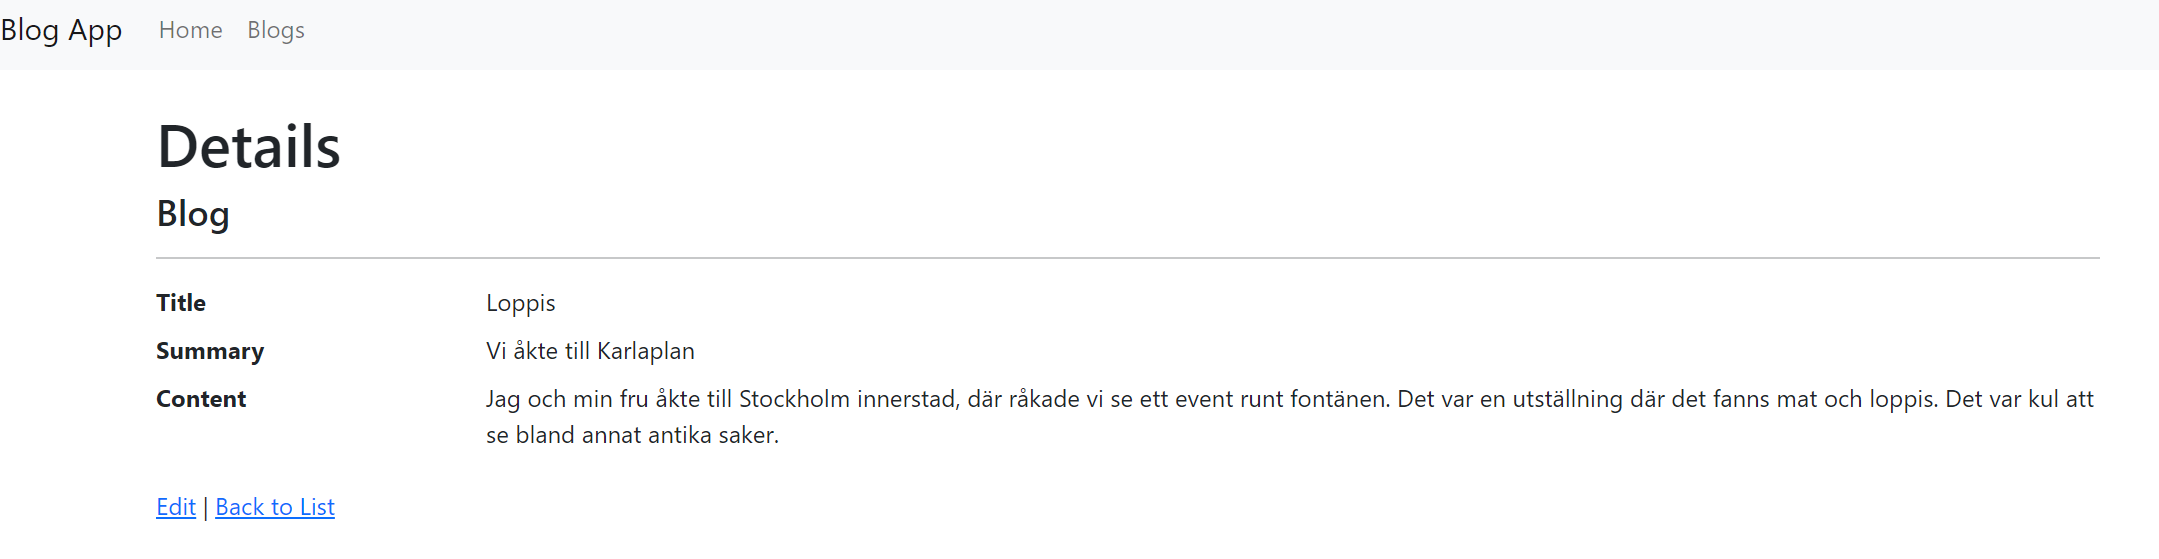 Blog App Home Blogs
Details
Blog
Title Loppis
Summary Vi åkte till Karlaplan
Content Jag och min fru åkte till Stockholm innerstad, där råkade vi se ett event runt fontänen. Det var en utställning där det fanns mat och loppis. Det var kul att
se bland annat antika saker.
Edit | Back to List